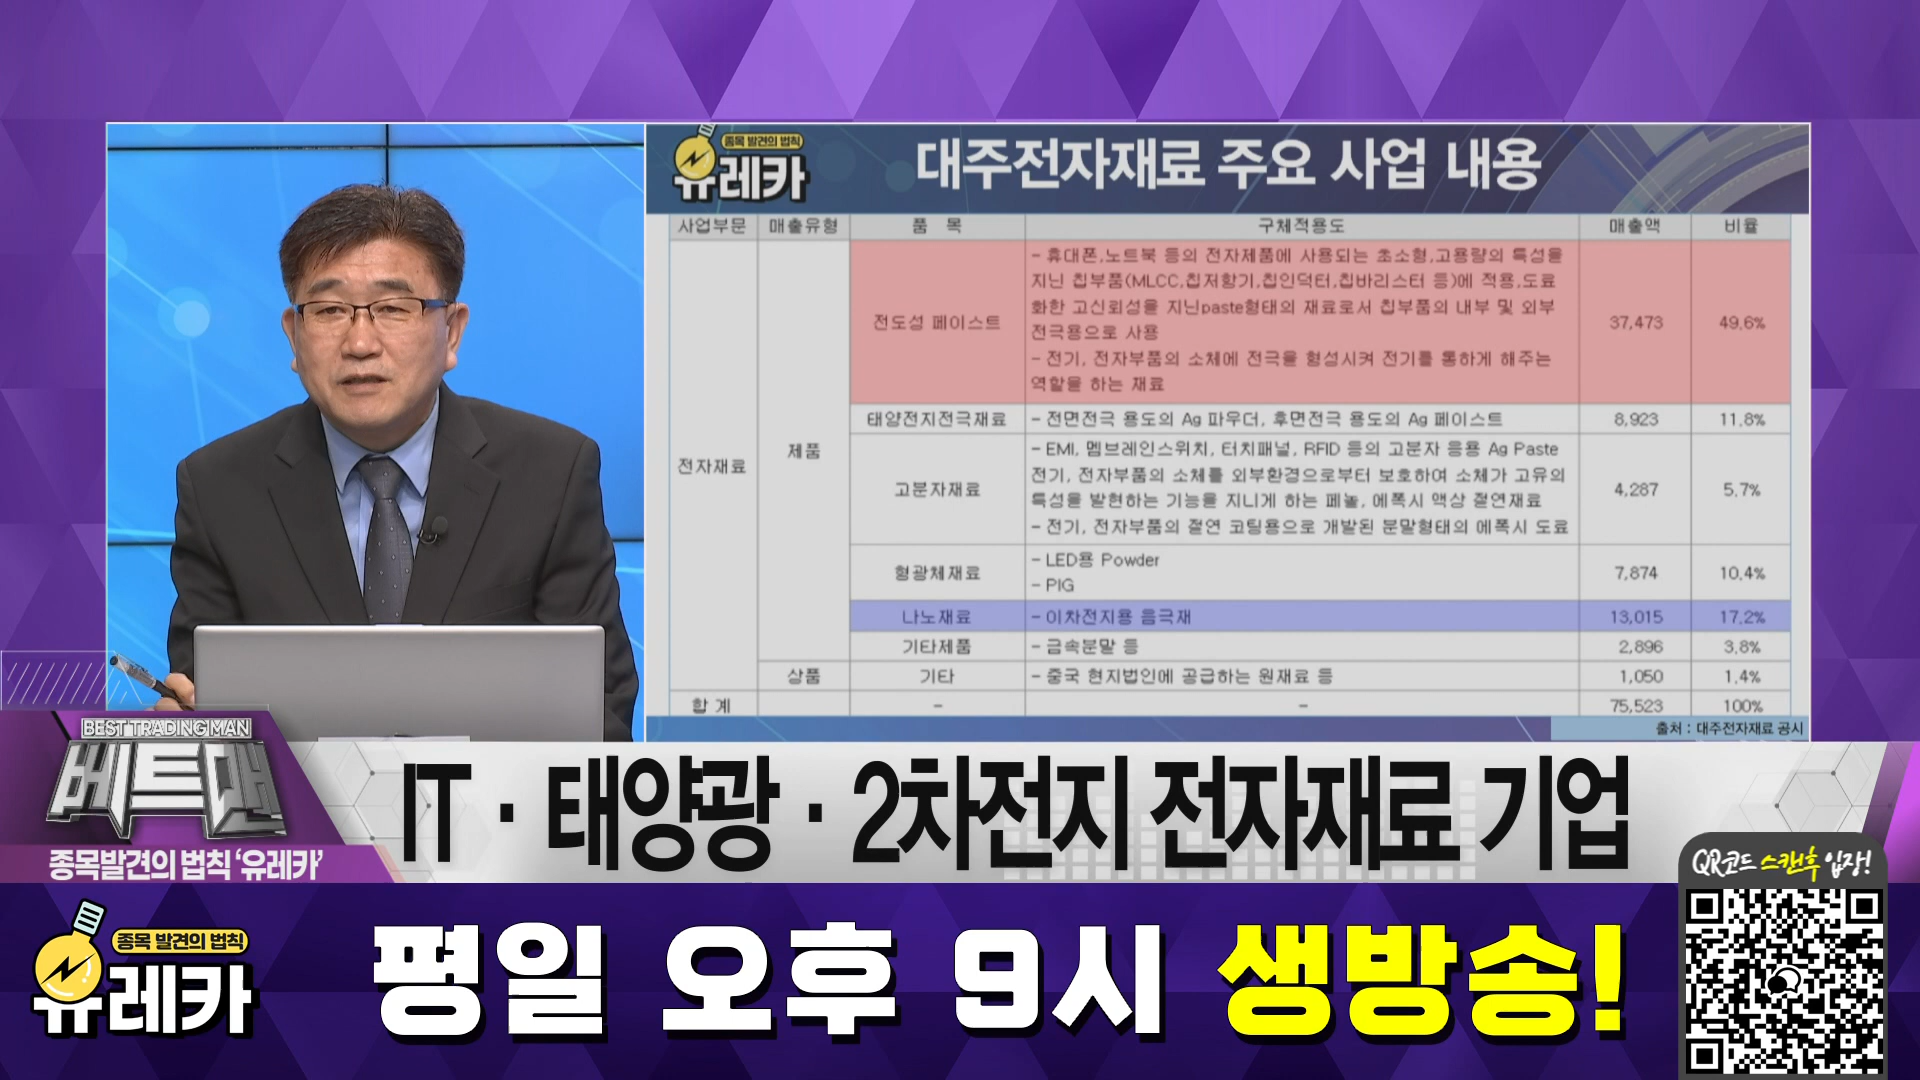 종목 발견의 법칙
유레카
대주전자재료 주요 사업 내용
사업부문 매출유형 품 목 구체적용도 매출액 비율
전자재료
제품
전도성 페이스트
- 휴대폰,노트북 등의 전자제품에 사용되는 초소형,고용량의 특성을
지닌 칩부품(MLCC,칩저항기,칩인덕터,칩바리스터 등)에 적용,도료
화한 고신뢰성을 지닌paste형태의 재료로서 칩부품의 내부 및 외부
전극용으로 사용
- 전기, 전자부품의 소체에 전극을 형성시켜 전기를 통하게 해주는
역할을 하는 재료
37,473 49.6%
태양전지전극재료 - 전면전극 용도의 Ag 파우더, 후면전극 용도의 Ag 페이스트 8,923 11.8%
고분자재료
- EMI, 멤브레인스위치, 터치패널, RFID 등의 고분자 응용 Ag Paste
전기, 전자부품의 소체를 외부환경으로부터 보호하여 소체가 고유의
특성을 발현하는 기능을 지니게 하는 페놀, 에폭시 액상 절연재료
- 전기, 전자부품의 절연 코팅용으로 개발된 분말형태의 에폭시 도료
4,287 5.7%
형광체재료
- LED용 Powder
- PIG
7,874 10.4%
나노재료 - 이차전지용 음극재 13,015 17.2%
기타제품 - 금속분말 등 2,896 3.8%
상품 기타 - 중국 현지법인에 공급하는 원재료 등 1,050 1.4%
합 계 - - 75,523 100%
출처 : 대주전자재료 공시
BEST TRADING MAN
베트맨
종목발견의 법칙 '유레카'
IT · 태양광 · 2차전지 전자재료 기업
QR코드 스캔 후 입장!
종목 발견의 법칙
유레카
평일 오후 9시 생방송!